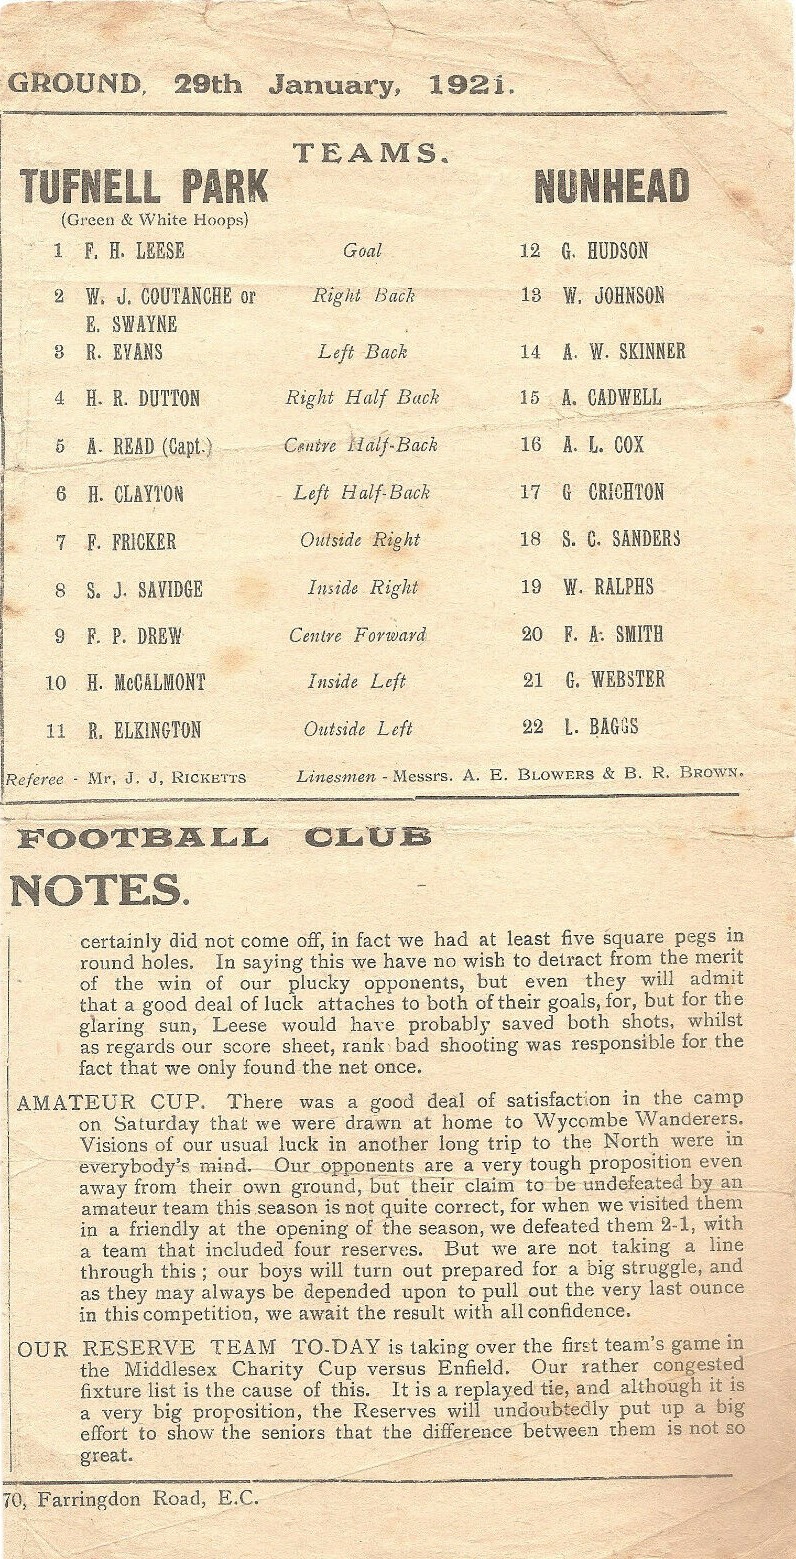 GROUND, 29th January, 1921.
TEAMS.
TUFNELL PARK NUNHEAD
(Green & White Hoops)
1 F. H. LEESE Goal 12 G. HUDSON
2 W. J. COUTANCHE or Right Back 13 W. JOHNSON
E. SWAYNE
3 R. EVANS Left Back 14 A. W. SKINNER
4 H. R. DUTTON Right Half Back 15 A. CADWELL
5 A. READ (Capt.) Centre Half-Back 16 A. L. COX
6 H. CLAYTON Left Half-Back 17 G CRICHTON
7 F. FRICKER Outside Right 18 S. C. SANDERS
8 S. J. SAVIDGE Inside Right 19 W. RALPHS
9 F. P. DREW Centre Forward 20 F. A. SMITH
10 H. McCALMONT Inside Left 21 G. WEBSTER
11 R. ELKINGTON Outside Left 22 L. BAGGS
Referee - Mr, J. J, RICKETTS Linesmen - Messrs. A. E. BLOWERS & B. R. BROWN.
FOOTBALL CLUB
NOTES.
certainly did not come off, in fact we had at least five square pegs in
round holes. In saying this we have no wish to detract from the merit
of the win of our plucky opponents, but even they will admit
that a good deal of luck attaches to both of their goals, for, but for the
glaring sun, Leese would have probably saved both shots, whilst
as regards our score sheet, rank bad shooting was responsible for the
fact that we only found the net once.
AMATEUR CUP. There was a good deal of satisfaction in the camp
on Saturday that we were drawn at home to Wycombe Wanderers.
Visions of our usual luck in another long trip to the North were in
everybody's mind. Our opponents are a very tough proposition even
away from their own ground, but their claim to be undefeated by an
amateur team this season is not quite correct, for when we visited them
in a friendly at the opening of the season, we defeated them 2-1, with
a team that included four reserves. But we are not taking a line
through this ; our boys will turn out prepared for a big struggle, and
as they may always be depended upon to pull out the very last ounce
in this competition, we await the result with all confidence.
OUR RESERVE TEAM TO-DAY is taking over the first team's game in
the Middlesex Charity Cup versus Enfield. Our rather congested
fixture list is the cause of this. It is a replayed tie, and although it is
a very big proposition, the Reserves will undoubtedly put up a big
effort to show the seniors that the difference between them is not so
great.
70, Farringdon Road, E.C.